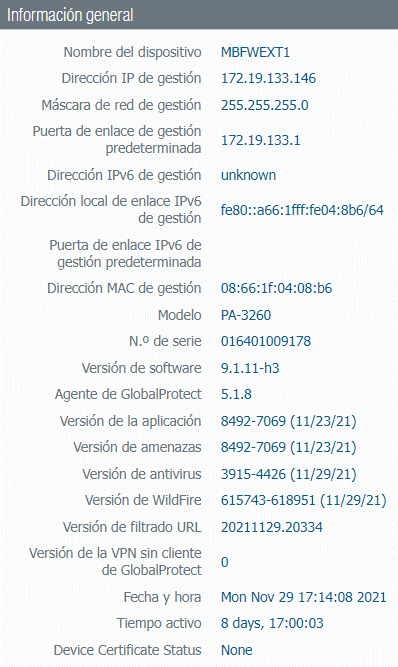 Información general
Nombre del dispositivo MBFWEXT1
Dirección IP de gestión 172.19.133.146
Máscara de red de gestión 255.255.255.0
Puerta de enlace de gestión
predeterminada 172.19.133.1
Dirección IPv6 de gestión unknown
Dirección local de enlace IPv6
de gestión fe80::a66:1fff:fe04:8b6/64
Puerta de enlace IPv6 de
gestión predeterminada
Dirección MAC de gestión 08:66:1f:04:08:b6
Modelo PA-3260
N.º de serie 016401009178
Versión de software 9.1.11-h3
Agente de GlobalProtect 5.1.8
Versión de la aplicación 8492-7069 (11/23/21)
Versión de amenazas 8492-7069 (11/23/21)
Versión de antivirus 3915-4426 (11/29/21)
Versión de WildFire 615743-618951 (11/29/21)
Versión de filtrado URL 20211129.20334
Versión de la VPN sin cliente
de GlobalProtect 0
Fecha y hora Mon Nov 29 17:14:08 2021
Tiempo activo 8 days, 17:00:03
Device Certificate Status None